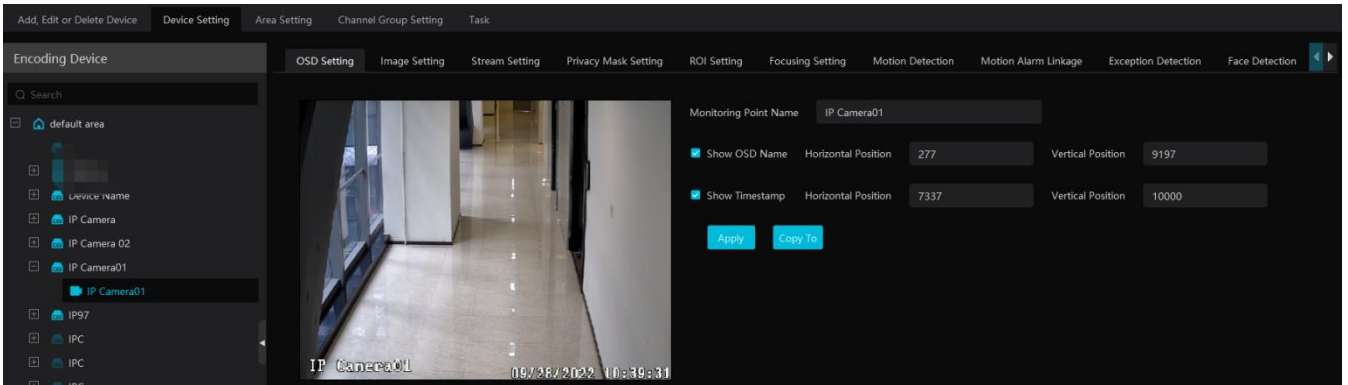 Add, Edit or Delete Device Device Setting Area Setting Channel Group Setting Task
Encoding Device
OSD Setting Image Setting Stream Setting Privacy Mask Setting ROI Setting Focusing Setting Motion Detection Motion Alarm Linkage Exception Detection Face Detection
Search
default area
Device Name
IP Camera
IP Camera 02
IP Camera01
IP Camera01
IP97
IPC
IPC
IPC
IP Camera01
09/28/2022 10:39:31
Monitoring Point Name IP Camera01
Show OSD Name Horizontal Position 277 Vertical Position 9197
Show Timestamp Horizontal Position 7337 Vertical Position 10000
Apply Copy To